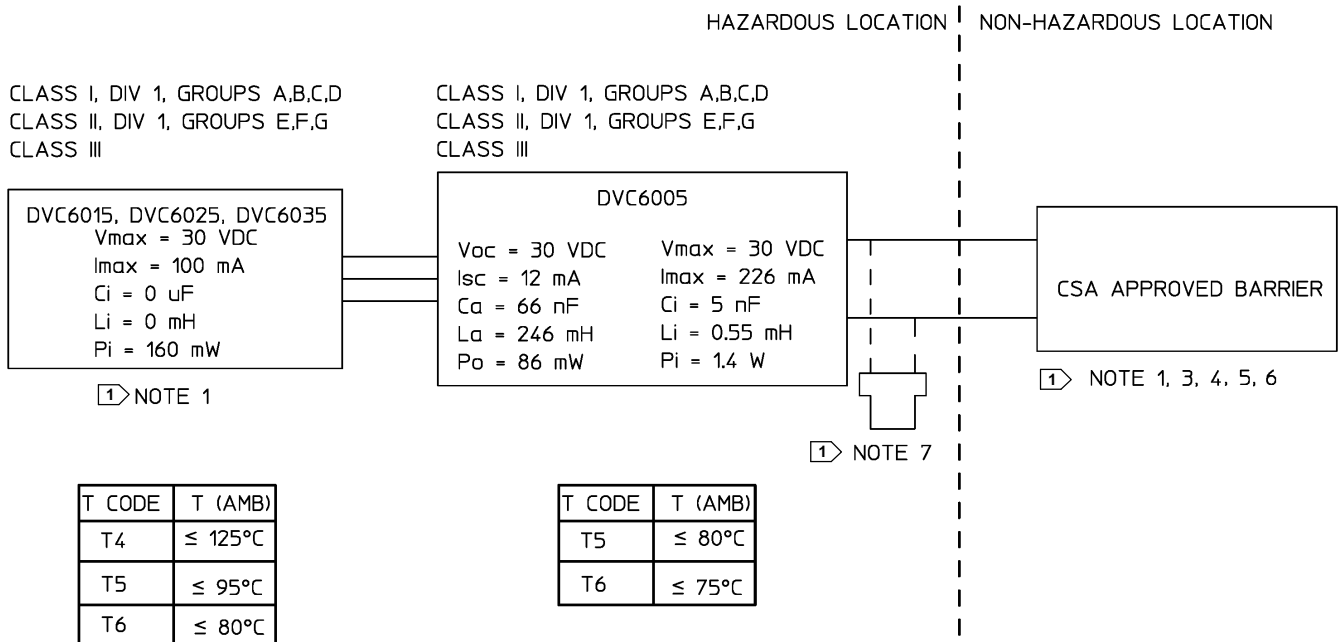 HAZARDOUS LOCATION
NON-HAZARDOUS LOCATION
CLASS I, DIV 1, GROUPS A,B,C,D
CLASS II, DIV 1, GROUPS E,F,G
CLASS III
CLASS I, DIV 1, GROUPS A,B,C,D
CLASS II, DIV 1, GROUPS E,F,G
CLASS III
DVC6015, DVC6025, DVC6035
Vmax = 30 VDC
Imax = 100 mA
Ci = 0 uF
Li = 0 mH
Pi = 160 mW
1 NOTE 1
DVC6005
Voc = 30 VDC
Isc = 12 mA
Ca = 66 nF
La = 246 mH
Po = 86 mW
Vmax = 30 VDC
Imax = 226 mA
Ci = 5 nF
Li = 0.55 mH
Pi = 1.4 W
CSA APPROVED BARRIER
1 NOTE 1, 3, 4, 5, 6
1 NOTE 7
T CODE T (AMB)
T4 ≤ 125°C
T5 ≤ 95°C
T6 ≤ 80°C
T CODE T (AMB)
T5 ≤ 80°C
T6 ≤ 75°C